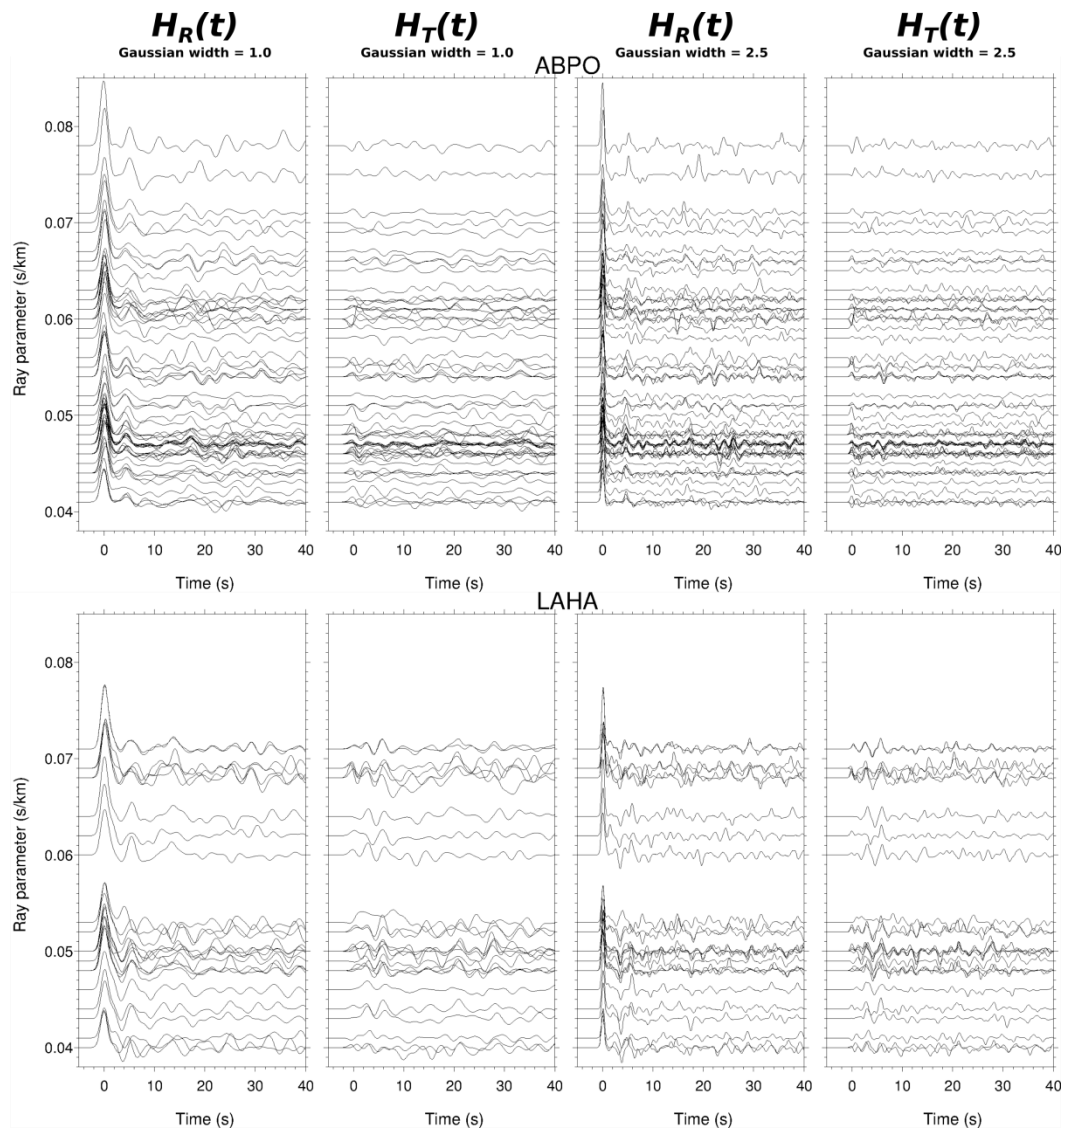 H_R(t) H_T(t) H_R(t) H_T(t)
Gaussian width = 1.0 Gaussian width = 1.0 Gaussian width = 2.5 Gaussian width = 2.5
ABPO
Ray parameter (s/km)
0.08
0.07
0.06
0.05
0.04
0 10 20 30 40 0 10 20 30 40 0 10 20 30 40 0 10 20 30 40
Time (s) Time (s) Time (s) Time (s)
LAHA
Ray parameter (s/km)
0.08
0.07
0.06
0.05
0.04
0 10 20 30 40 0 10 20 30 40 0 10 20 30 40 0 10 20 30 40
Time (s) Time (s) Time (s) Time (s)